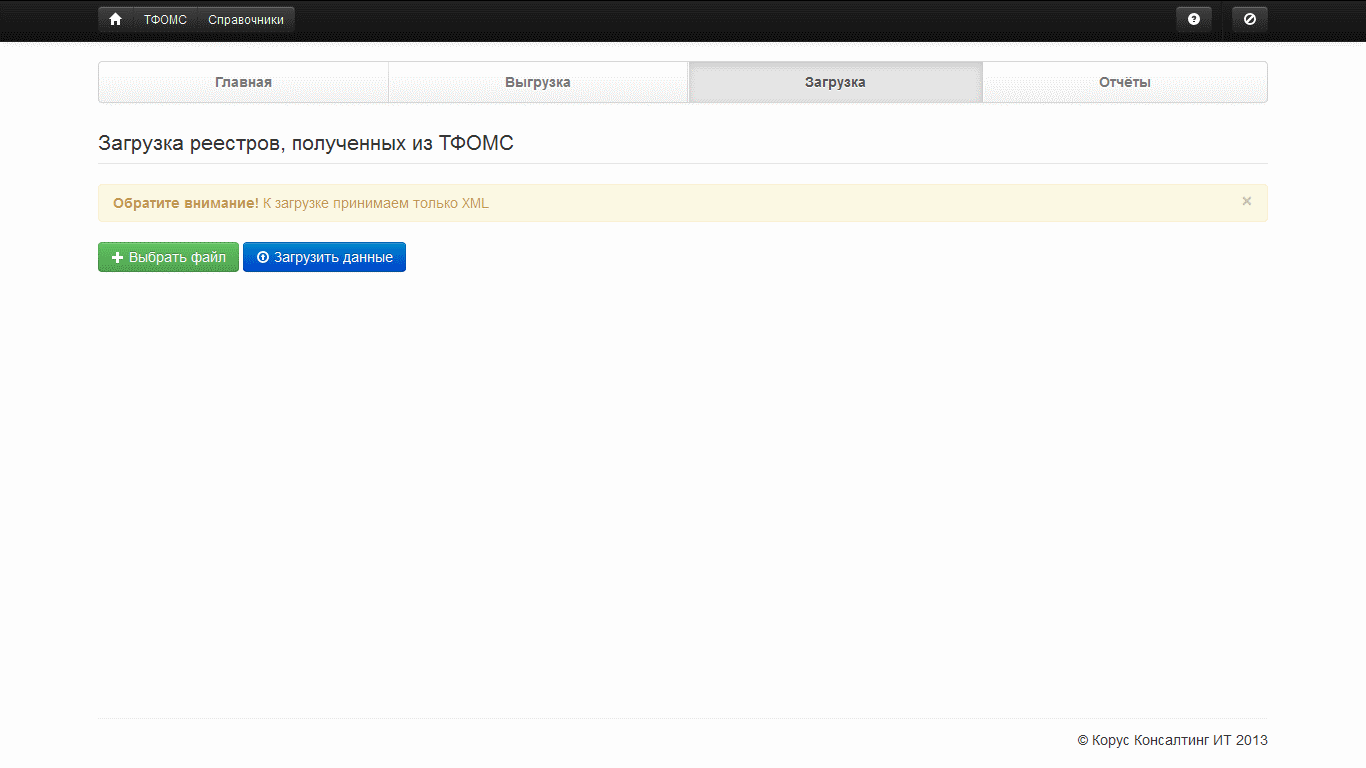 ТФОМС Справочники
Главная Выгрузка Загрузка Отчёты
Загрузка реестров, полученных из ТФОМС
Обратите внимание! К загрузке принимаем только XML ×
Выбрать файл Загрузить данные
© Корус Консалтинг ИТ 2013